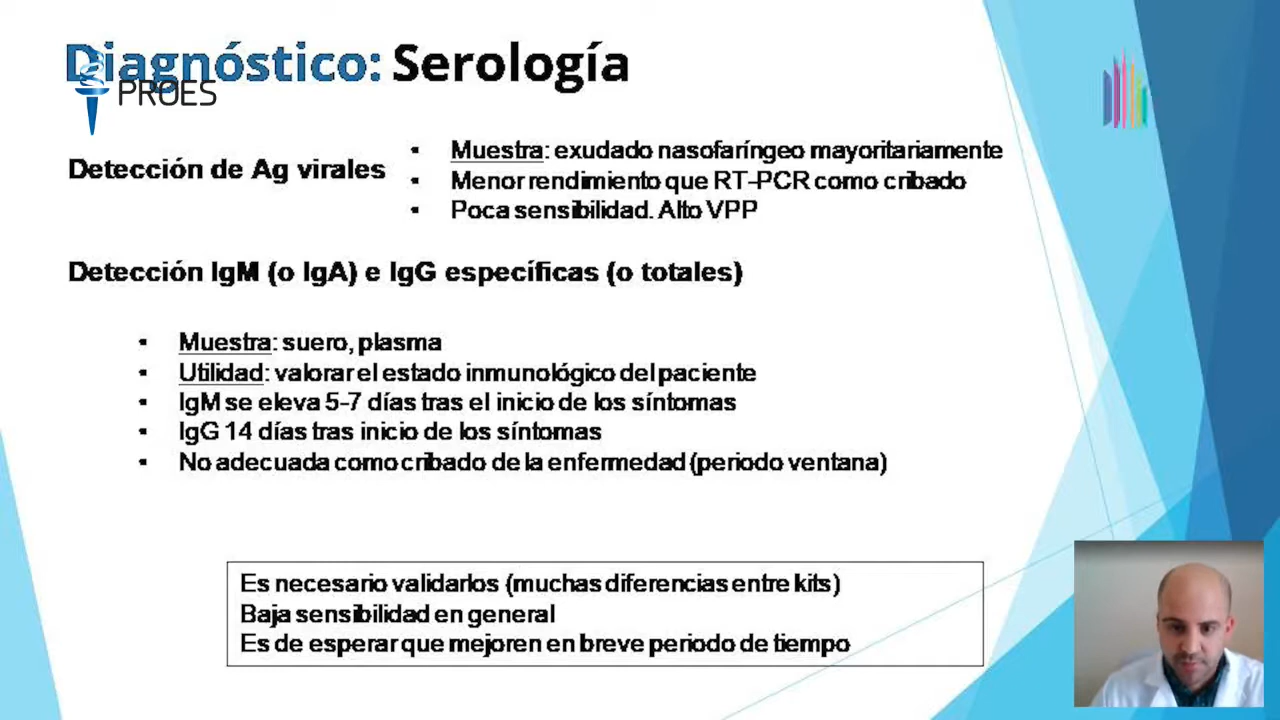 Diagnóstico: Serología
PROES
Detección de Ag virales
Muestra: exudado nasofaríngeo mayoritariamente
Menor rendimiento que RT-PCR como cribado
Poca sensibilidad. Alto VPP
Detección IgM (o IgA) e IgG específicas (o totales)
Muestra: suero, plasma
Utilidad: valorar el estado inmunológico del paciente
IgM se eleva 5-7 días tras el inicio de los síntomas
IgG 14 días tras inicio de los síntomas
No adecuada como cribado de la enfermedad (periodo ventana)
Es necesario validarlos (muchas diferencias entre kits)
Baja sensibilidad en general
Es de esperar que mejoren en breve periodo de tiempo